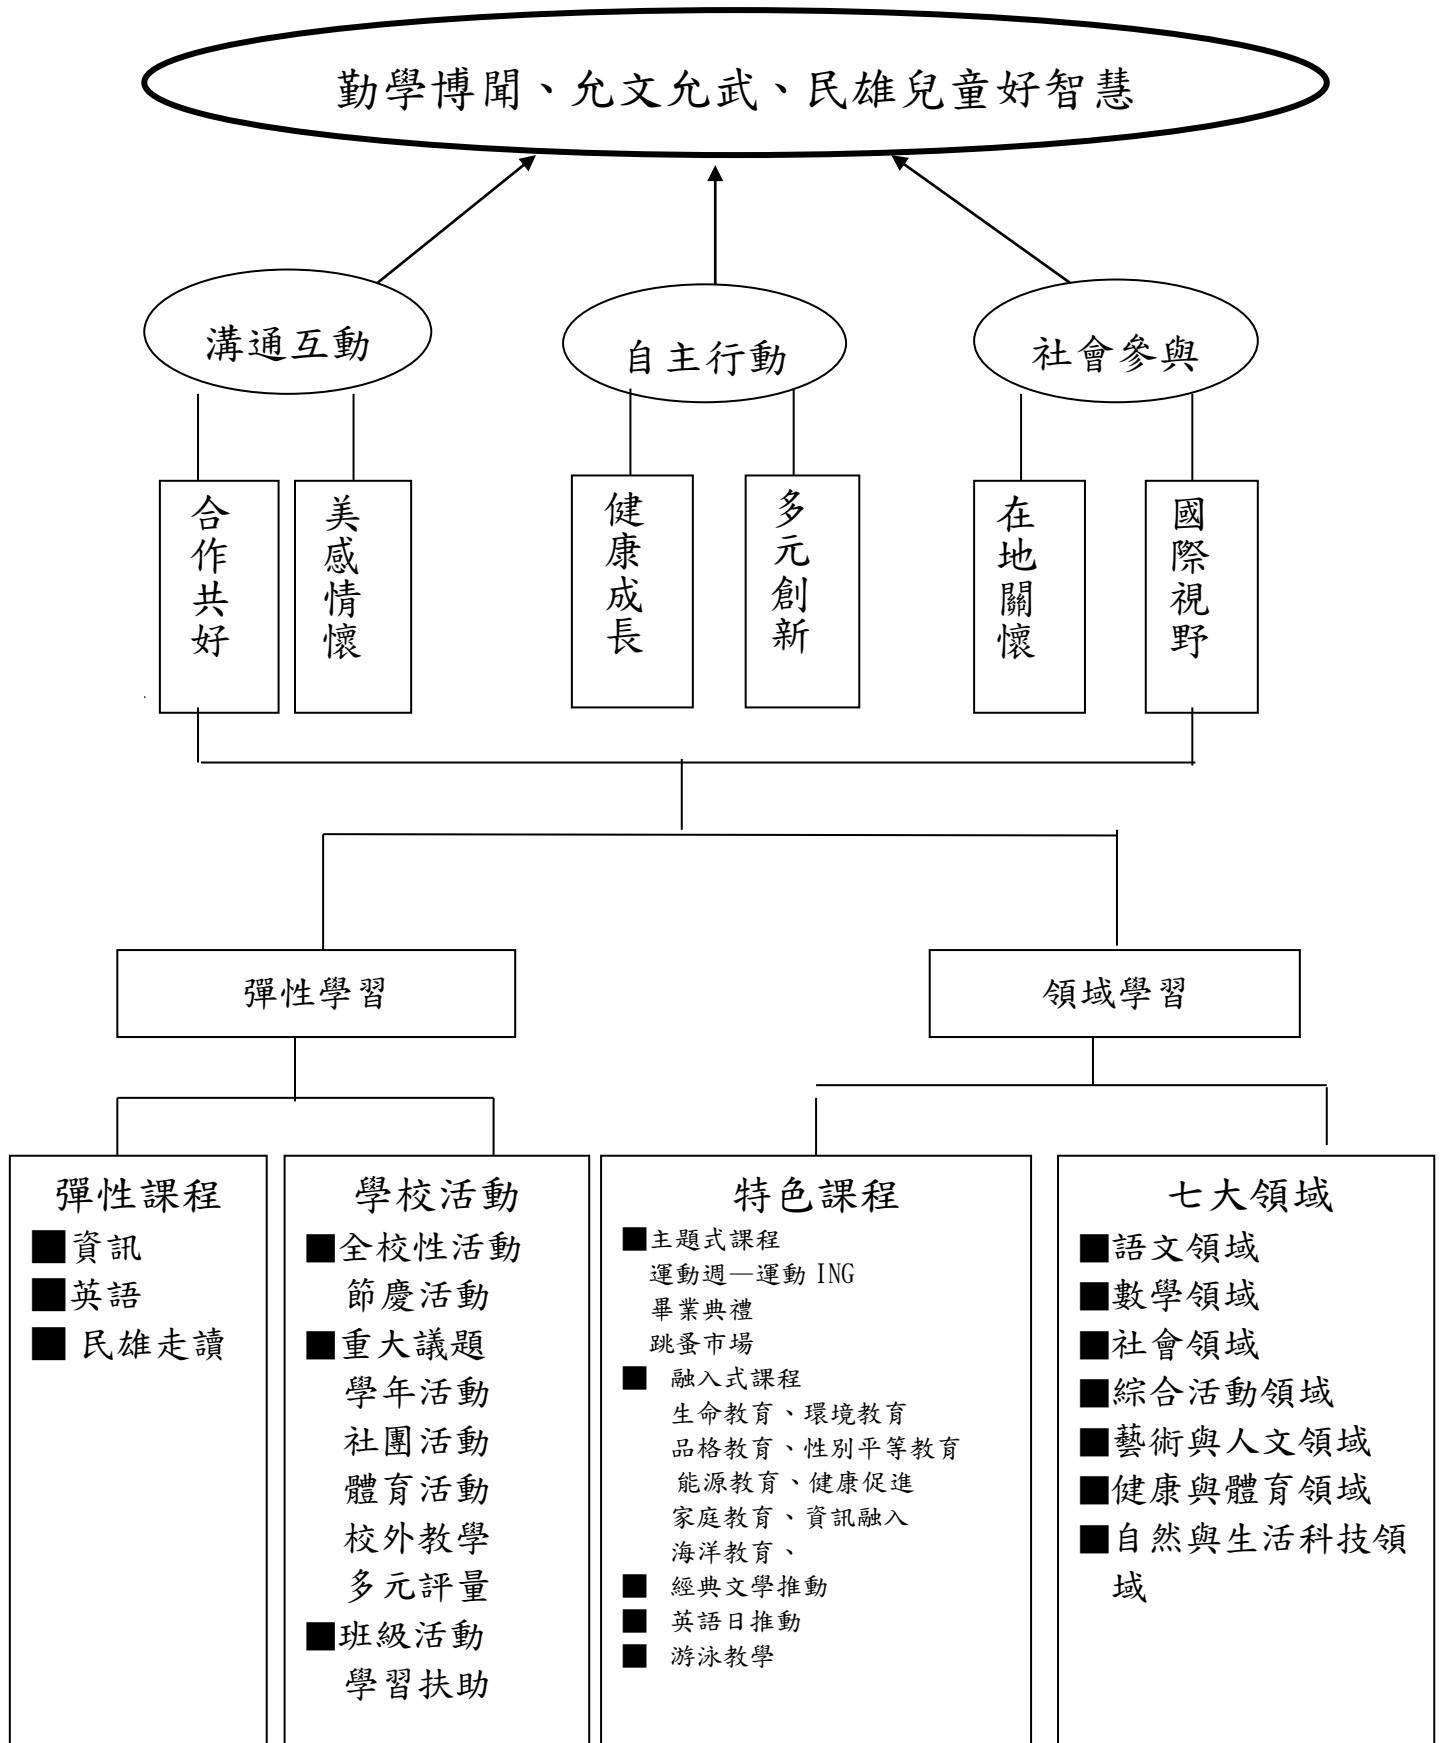 勤學博聞、允文允武、民雄兒童好智慧
溝通互動
自主行動
社會參與
合作共好
美感情懷
健康成長
多元創新
在地關懷
國際視野
彈性學習
領域學習
彈性課程
■資訊
■英語
■ 民雄走讀
學校活動
■全校性活動
節慶活動
■重大議題
學年活動
社團活動
體育活動
校外教學
多元評量
■班級活動
學習扶助
特色課程
■主題式課程
運動週—運動 ING
畢業典禮
跳蚤市場
■ 融入式課程
生命教育、環境教育
品格教育、性別平等教育
能源教育、健康促進
家庭教育、資訊融入
海洋教育、
■ 經典文學推動
■ 英語日推動
■ 游泳教學
七大領域
■語文領域
■數學領域
■社會領域
■綜合活動領域
■藝術與人文領域
■健康與體育領域
■自然與生活科技領
域